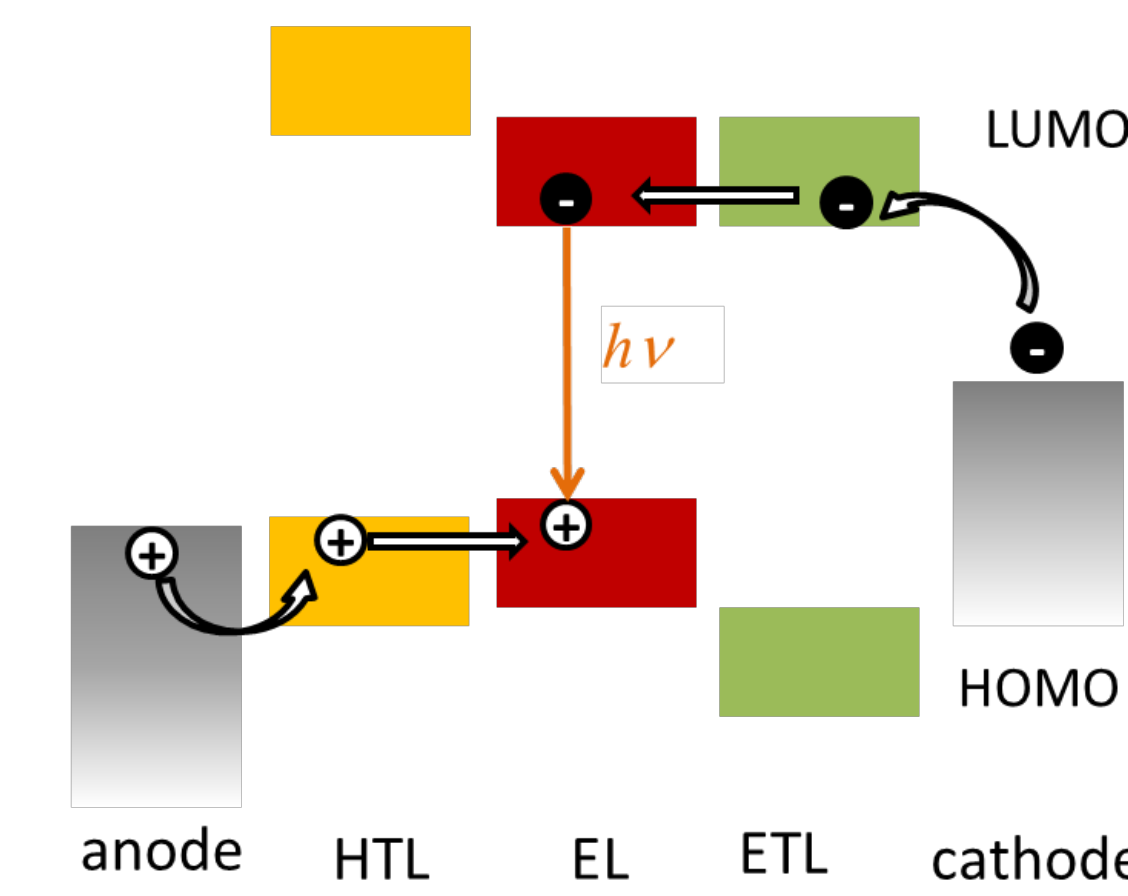 LUMO
-
-
hν
-
+
+
+
HOMO
anode HTL EL ETL cathode